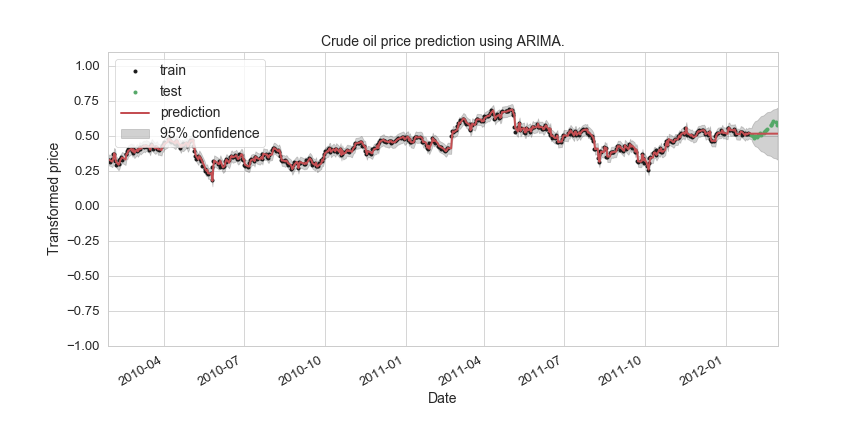 Crude oil price prediction using ARIMA.
1.00
0.75
0.50
0.25
0.00
−0.25
−0.50
−0.75
−1.00
Transformed price
train
test
prediction
95% confidence
2010-04
2010-07
2010-10
2011-01
2011-04
2011-07
2011-10
2012-01
Date